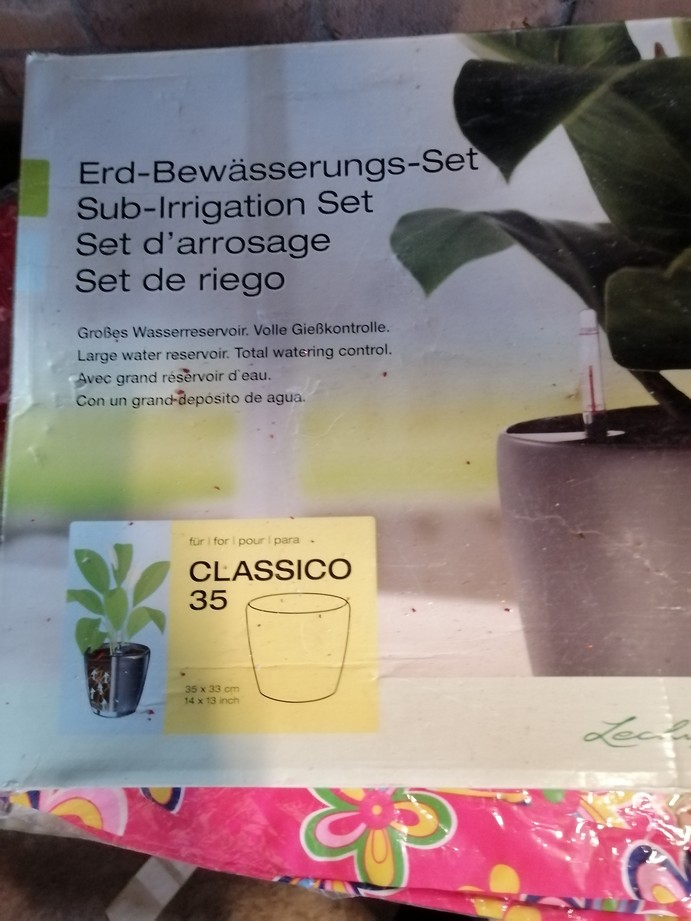 Erd-Bewässerungs-Set
Sub-Irrigation Set
Set d'arrosage
Set de riego
Großes Wasserreservoir. Volle Gießkontrolle.
Large water reservoir. Total watering control.
Avec grand réservoir d'eau.
Con un grand depósito de agua.
für | for | pour | para
CLASSICO
35
35 x 33 cm
14 x 13 inch